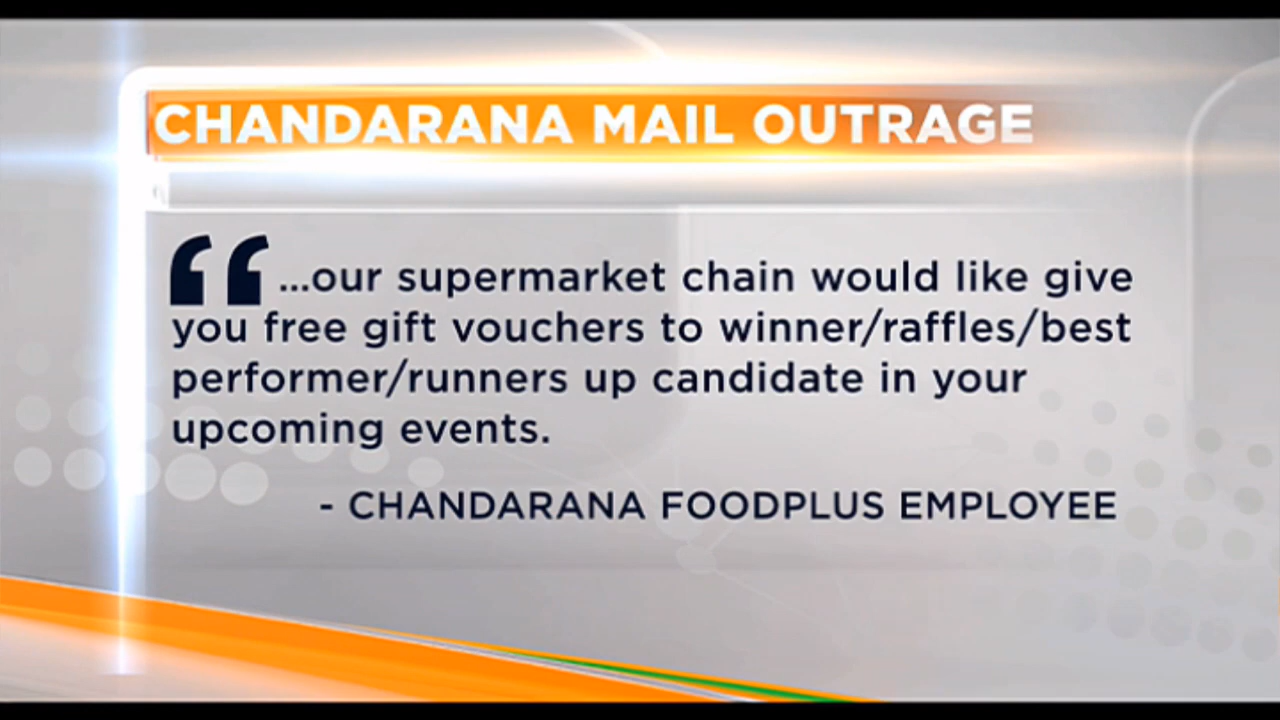 CHANDARANA MAIL OUTRAGE
“...our supermarket chain would like give
you free gift vouchers to winner/raffles/best
performer/runners up candidate in your
upcoming events.
- CHANDARANA FOODPLUS EMPLOYEE